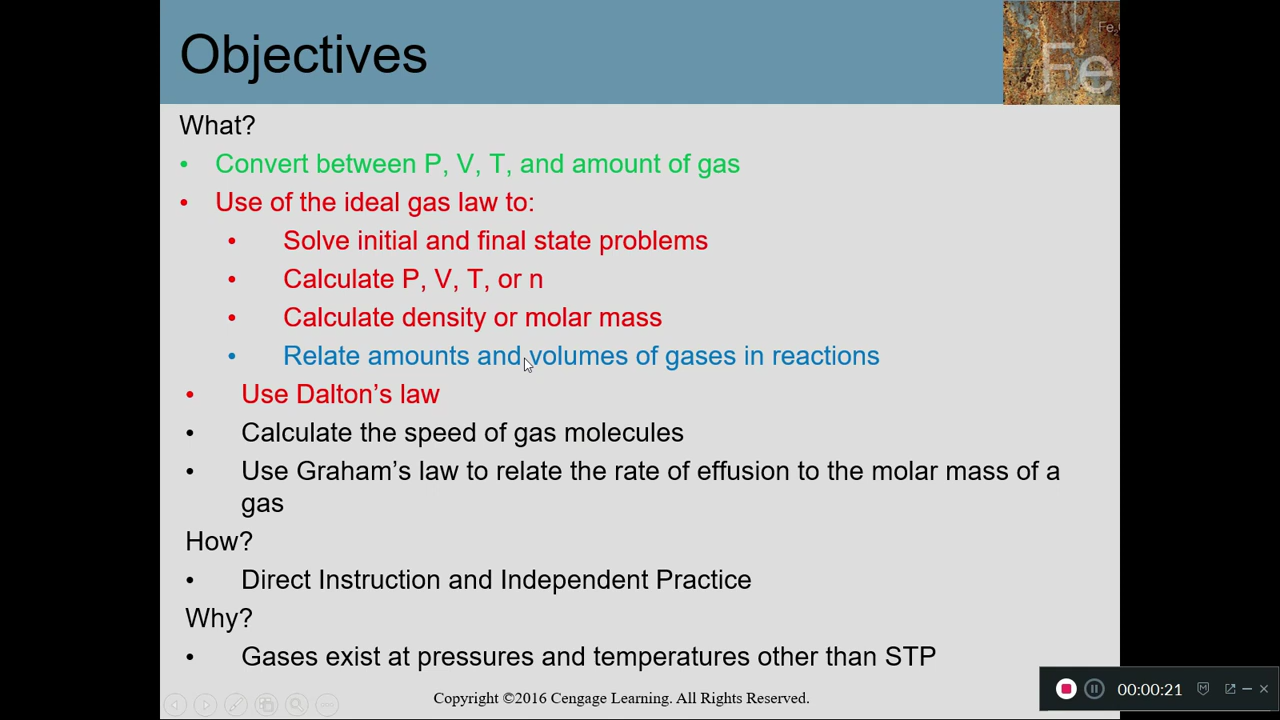 Objectives
Fe
Fe
What?
• Convert between P, V, T, and amount of gas
• Use of the ideal gas law to:
• Solve initial and final state problems
• Calculate P, V, T, or n
• Calculate density or molar mass
• Relate amounts and volumes of gases in reactions
• Use Dalton’s law
• Calculate the speed of gas molecules
• Use Graham’s law to relate the rate of effusion to the molar mass of a
gas
How?
• Direct Instruction and Independent Practice
Why?
• Gases exist at pressures and temperatures other than STP
Copyright ©2016 Cengage Learning. All Rights Reserved.
00:00:21